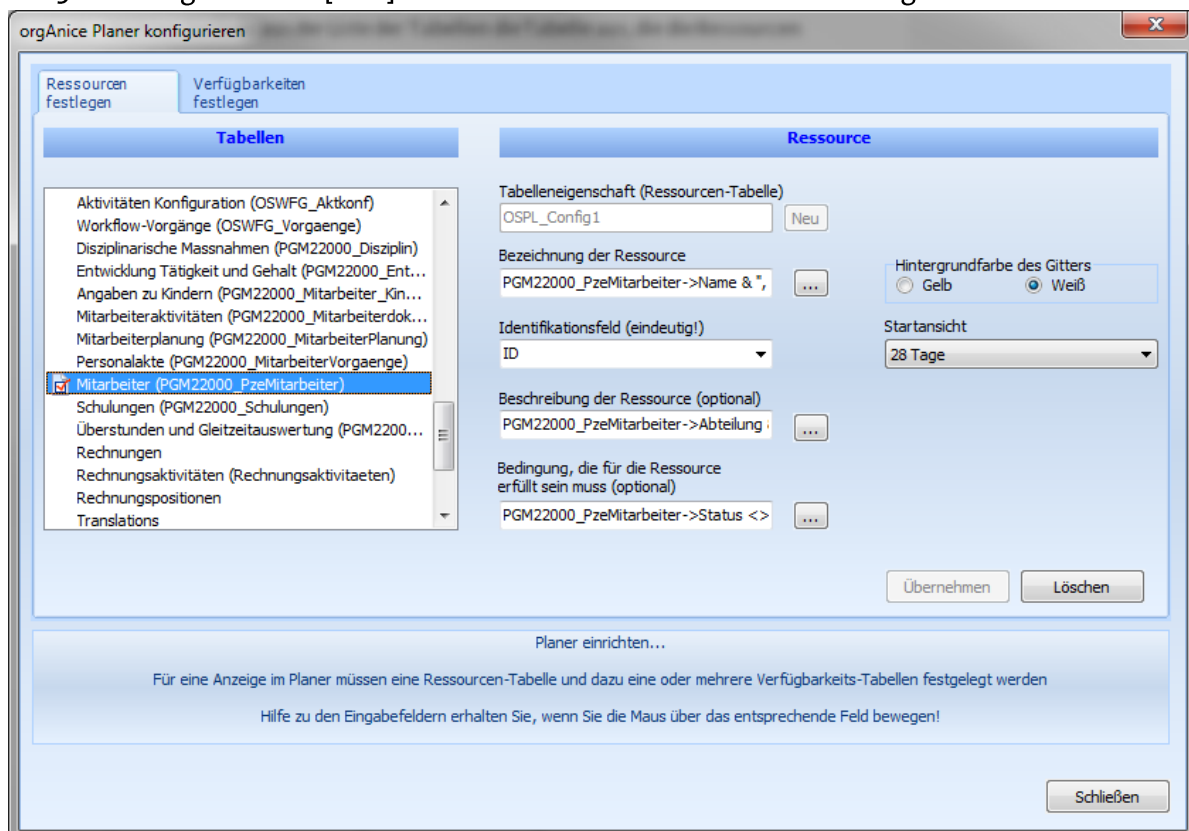 orgAnice Planer konfigurieren
Ressourcen
festlegen
Verfügbarkeiten
festlegen
Tabellen
Aktivitäten Konfiguration (OSWFG_Aktkonf)
Workflow-Vorgänge (OSWFG_Vorgaenge)
Disziplinarische Massnahmen (PGM22000_Disziplin)
Entwicklung Tätigkeit und Gehalt (PGM22000_Ent...
Angaben zu Kindern (PGM22000_Mitarbeiter_Kin...
Mitarbeiteraktivitäten (PGM22000_Mitarbeiterdok...
Mitarbeiterplanung (PGM22000_MitarbeiterPlanung)
Personalakte (PGM22000_MitarbeiterVorgaenge)
Mitarbeiter (PGM22000_PzeMitarbeiter)
Schulungen (PGM22000_Schulungen)
Überstunden und Gleitzeitauswertung (PGM2200...
Rechnungen
Rechnungsaktivitäten (Rechnungsaktivitaeten)
Rechnungspositionen
Translations
Ressource
Tabelleneigenschaft (Ressourcen-Tabelle)
OSPL_Config1
Neu
Bezeichnung der Ressource
PGM22000_PzeMitarbeiter->Name & ",
...
Hintergrundfarbe des Gitters
Gelb
Weiß
Identifikationsfeld (eindeutig!)
ID
Startansicht
28 Tage
Beschreibung der Ressource (optional)
PGM22000_PzeMitarbeiter->Abteilung
...
Bedingung, die für die Ressource
erfüllt sein muss (optional)
PGM22000_PzeMitarbeiter->Status <>
...
Übernehmen
Löschen
Planer einrichten...
Für eine Anzeige im Planer müssen eine Ressourcen-Tabelle und dazu eine oder mehrere Verfügbarkeits-Tabellen festgelegt werden
Hilfe zu den Eingabefeldern erhalten Sie, wenn Sie die Maus über das entsprechende Feld bewegen!
Schließen